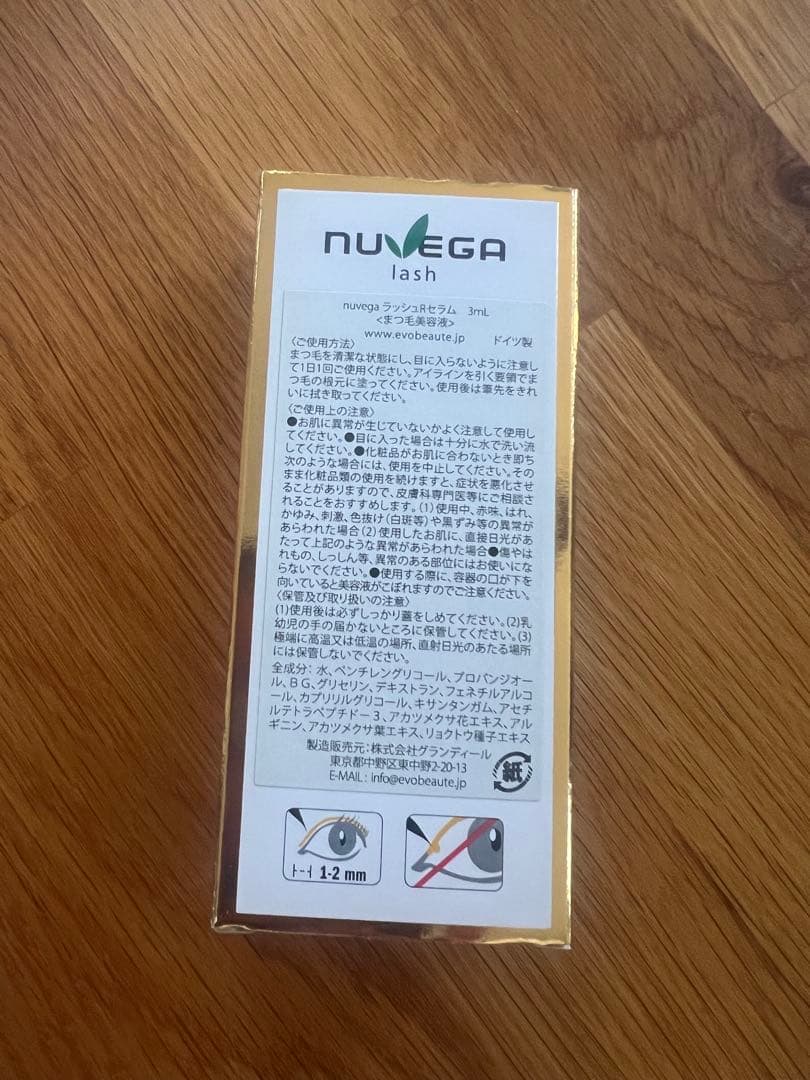 nuvega
lash
nuvega ラッシュRセラム 3mL
<まつ毛美容液>
www.evobeaute.jp ドイツ製
〈ご使用方法〉
まつ毛を清潔な状態にし、目に入らないように注意し
て1日1回ご使用ください。アイラインを引く要領でま
つ毛の根元に塗ってください。使用後は筆先をきれ
いに拭き取ってください。
〈ご使用上の注意〉
●お肌に異常が生じていないかよく注意して使用し
てください。●目に入った場合は十分に水で洗い流
してください。●化粧品がお肌に合わないとき即ち
次のような場合には、使用を中止してください。その
まま化粧品類の使用を続けますと、症状を悪化させ
ることがありますので、皮膚科専門医等にご相談さ
れることをおすすめします。(1)使用中、赤味、はれ、
かゆみ、刺激、色抜け(白斑等)や黒ずみ等の異常が
あらわれた場合(2)使用したお肌に、直接日光があ
たって上記のような異常があらわれた場合●傷やは
れもの、しっしん等、異常のある部位にはお使いにな
らないでください。●使用する際に、容器の口が下を
向いていると美容液がこぼれますのでご注意ください。
〈保管及び取り扱いの注意〉
(1)使用後は必ずしっかり蓋をしめてください。(2)乳
幼児の手の届かないところに保管してください。(3)
極端に高温又は低温の場所、直射日光のあたる場所
には保管しないでください。
全成分：水、ペンチレングリコール、プロパンジオー
ル、BG、グリセリン、デキストラン、フェネチルアルコ
ール、カプリリルグリコール、キサンタンガム、アセチ
ルテトラペプチドー3、アカツメクサ花エキス、アル
ギニン、アカツメクサ葉エキス、リョクトウ種子エキス
製造販売元：株式会社グランディール
東京都中野区東中野2-20-13
E-MAIL : info@evobeaute.jp
紙
1-2 mm